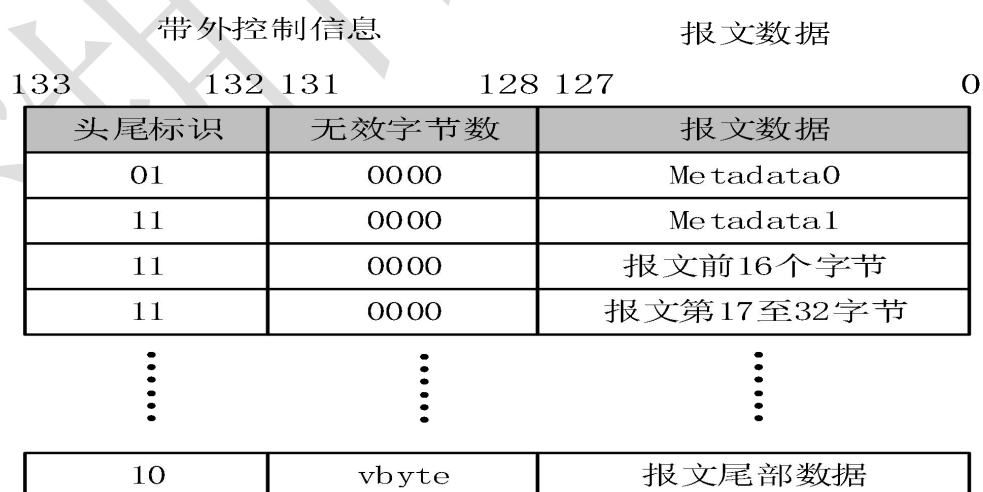 带外控制信息 报文数据
133 132 131 128 127 0
头尾标识 无效字节数 报文数据
01 0000 Metadata0
11 0000 Metadata1
11 0000 报文前16个字节
11 0000 报文第17至32字节
10 vbyte 报文尾部数据